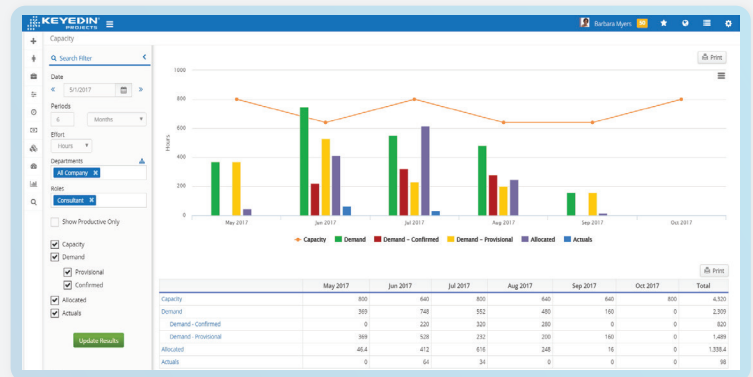 KEYEDIN
PROJECTS
Barbara Myers
Capacity
Search Filter
Print
Date
5/1/2017
Periods
6 Months
Effort
Hours
Departments
All Company ×
Roles
Consultant ×
Show Productive Only
Capacity
Demand
Provisional
Confirmed
Allocated
Actuals
Update Results
1000
800
600
400
200
0
Hours
May 2017 Jun 2017 Jul 2017 Aug 2017 Sep 2017 Oct 2017
Capacity Demand Demand – Confirmed Demand – Provisional Allocated Actuals
Print
May 2017 Jun 2017 Jul 2017 Aug 2017 Sep 2017 Oct 2017 Total
Capacity 800 640 800 640 640 800 4,320
Demand 369 748 552 480 160 0 2,309
Demand - Confirmed 0 220 320 280 0 0 820
Demand - Provisional 369 528 232 200 160 0 1,489
Allocated 46.4 412 616 248 16 0 1,338.4
Actuals 0 64 34 0 0 0 98